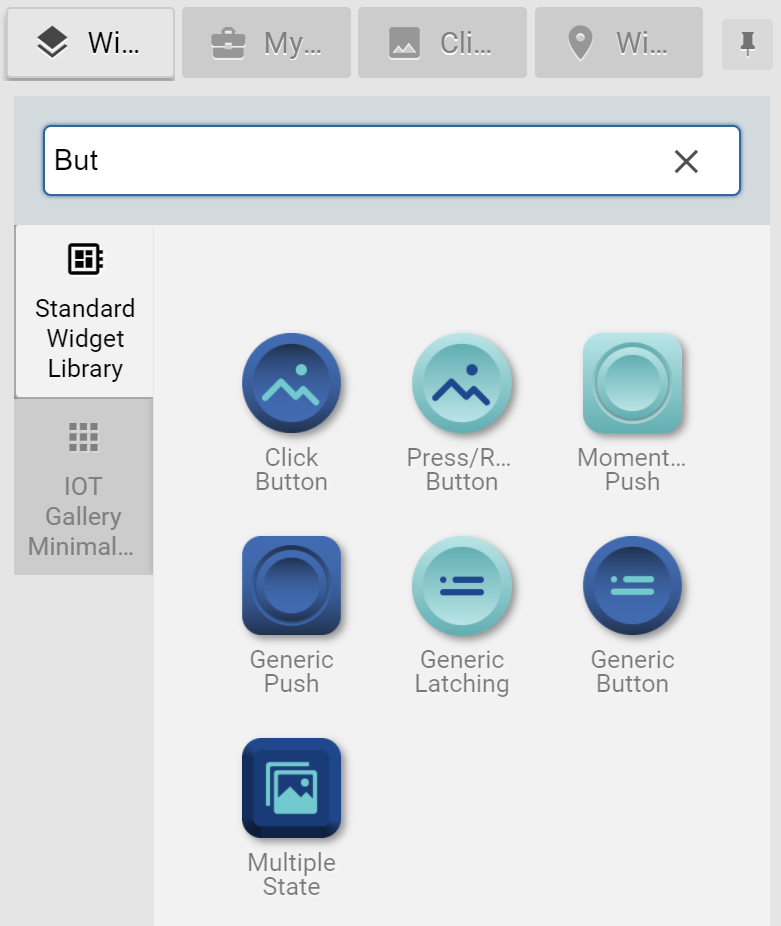 Wi...
My...
Cli...
Wi...
But
Standard
Widget
Library
IOT
Gallery
Minimal...
Click
Button
Press/R...
Button
Moment...
Push
Generic
Push
Generic
Latching
Generic
Button
Multiple
State